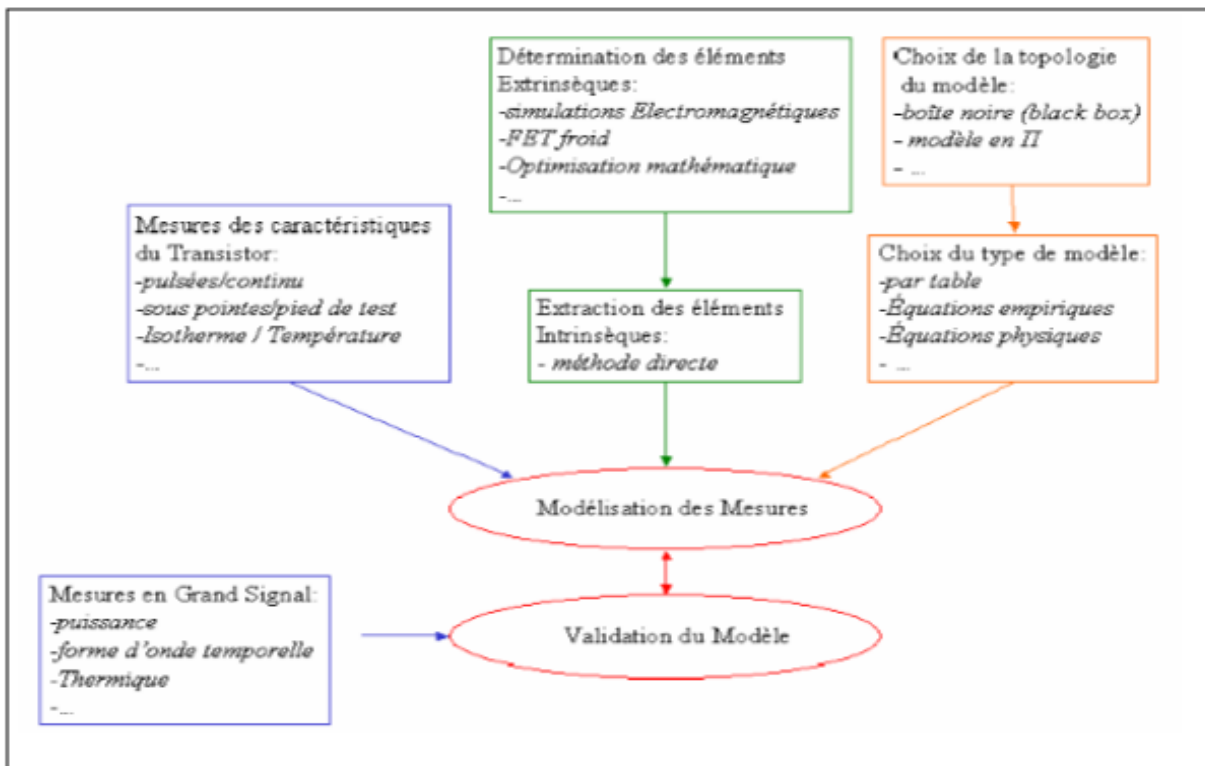 Détermination des éléments
Extrinsèques:
-simulations Electromagnétiques
-FET froid
-Optimisation mathématique
-...
Choix de la topologie
du modèle:
-boîte noire (black box)
- modèle en Π
- ...
Mesures des caractéristiques
du Transistor:
-pulsées/continu
-sous pointes/pied de test
-Isotherme / Température
-...
Extraction des éléments
Intrinsèques:
- méthode directe
Choix du type de modèle:
-par table
-Équations empiriques
-Équations physiques
- ...
Modélisation des Mesures
Mesures en Grand Signal:
-puissance
-forme d'onde temporelle
-Thermique
-...
Validation du Modèle